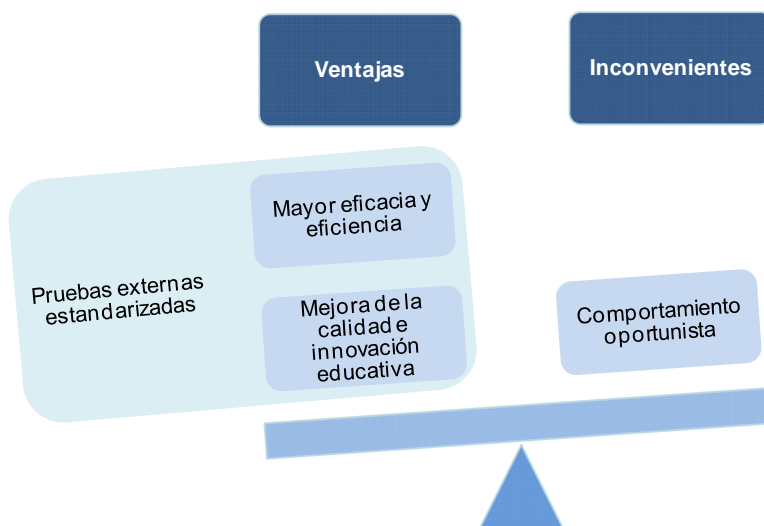 Ventajas
Inconvenientes
Mayor eficacia y
eficiencia
Pruebas externas
estandarizadas
Mejora de la
calidad e
innovación
educativa
Comportamiento
oportunista